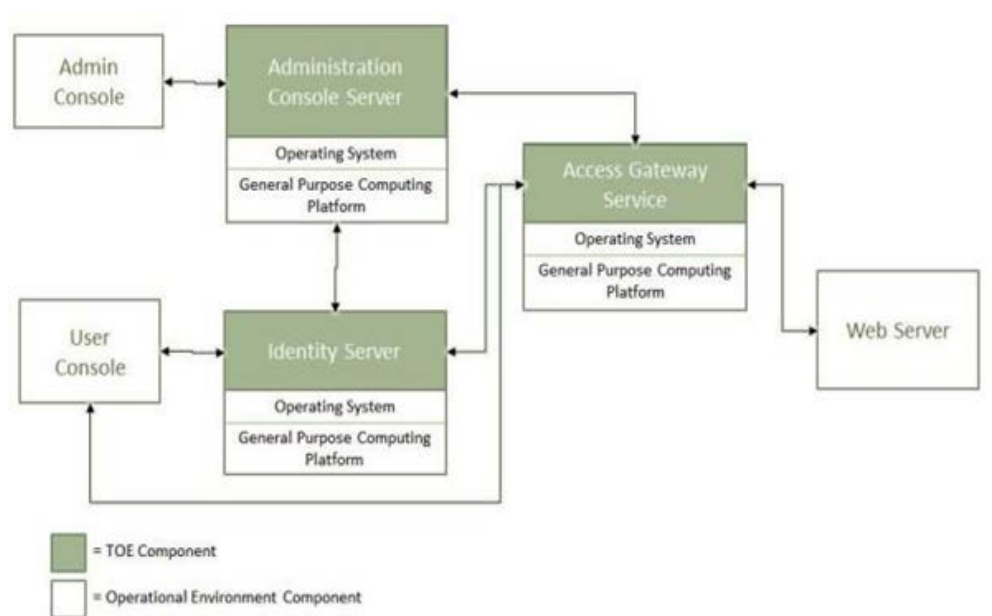 Admin
Console
Administration
Console Server
Operating System
General Purpose Computing
Platform
Access Gateway
Service
Operating System
General Purpose Computing
Platform
User
Console
Identity Server
Operating System
General Purpose Computing
Platform
Web Server
= TOE Component
= Operational Environment Component